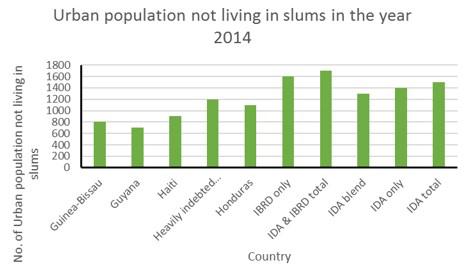 Urban population not living in slums in the year
2014
No. of Urban population not living in
slums
1800
1600
1400
1200
1000
800
600
400
200
0
Guinea-Bissau
Guyana
Haiti
Heavily indebted...
Honduras
IBRD only
IDA & IBRD total
IDA blend
IDA only
IDA total
Country